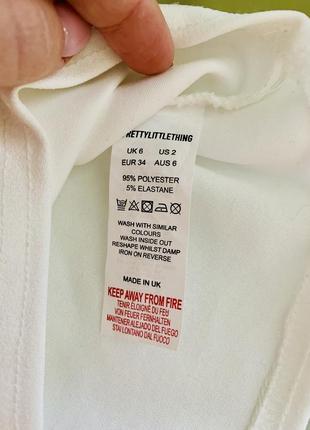 PRETTYLITTLETHING
UK 6 US 2
EUR 34 AUS 6
95% POLYESTER
5% ELASTANE
WASH WITH SIMILAR
COLOURS
WASH INSIDE OUT
RESHAPE WHILST DAMP
IRON ON REVERSE
MADE IN UK
KEEP AWAY FROM FIRE
TENIR ÉLOIGNÉ DU FEU
VON FEUER FERNHALTEN
MANTENER ALEJADO DEL FUEGO
STAI LONTANO DAL FUOCO